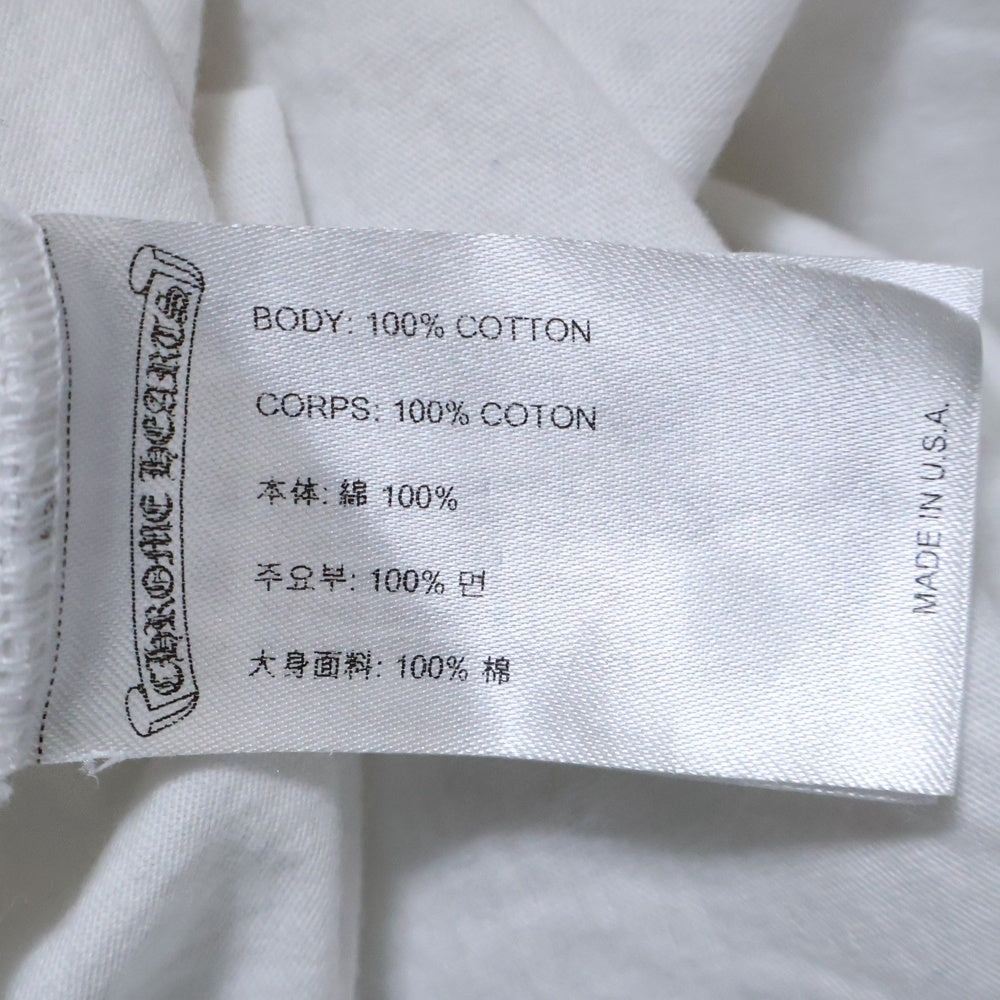 CHROME HEARTS
BODY: 100% COTTON
CORPS: 100% COTON
本体: 綿 100%
주요부: 100% 면
大身面料: 100% 棉
MADE IN U.S.A.